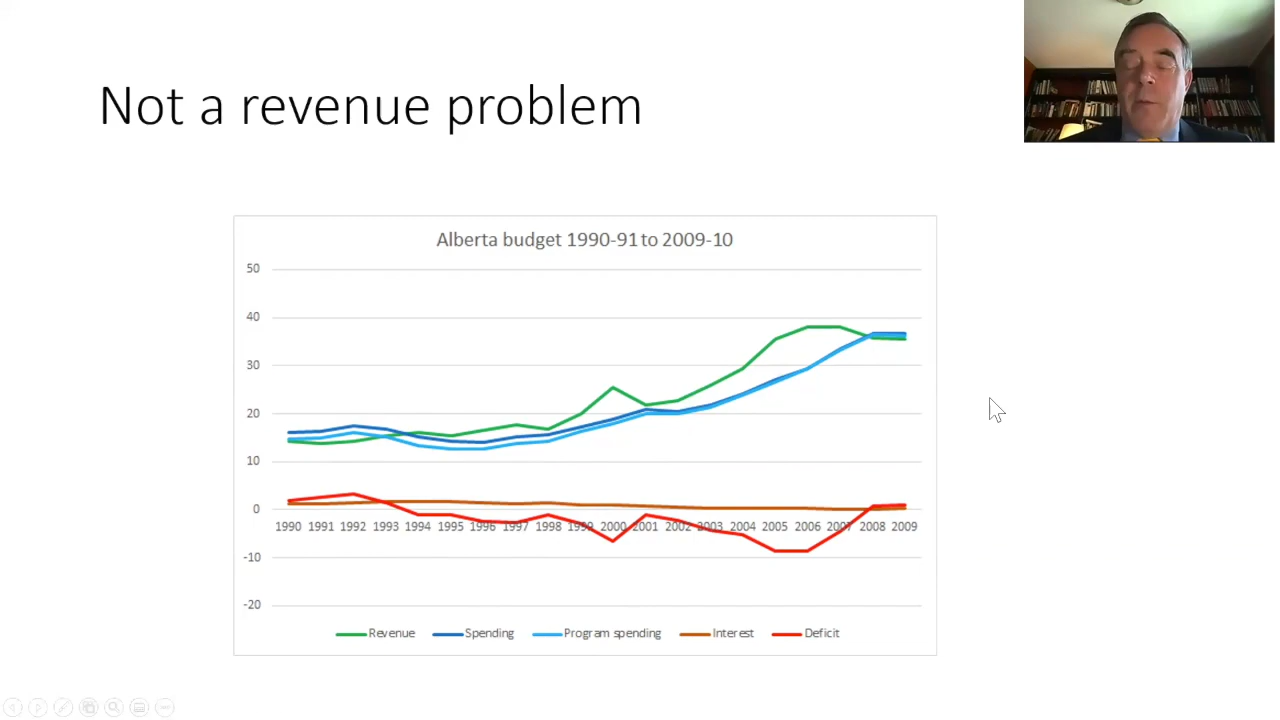 Not a revenue problem
Alberta budget 1990-91 to 2009-10
50
40
30
20
10
0
1990 1991 1992 1993 1994 1995 1996 1997 1998 1999 2000 2001 2002 2003 2004 2005 2006 2007 2008 2009
-10
-20
Revenue Spending Program spending Interest Deficit